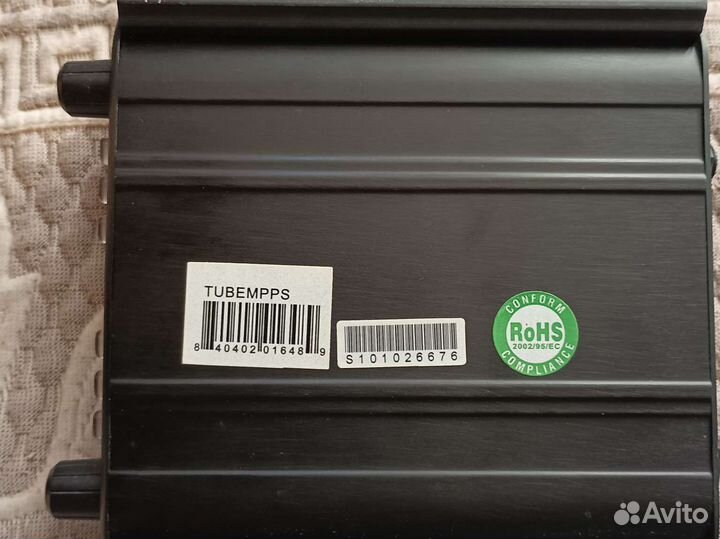 TUBEMPPS
8 40402 01648 9
S101026676
CONFORM
RoHS
2002/95/EC
COMPLIANCE
Avito